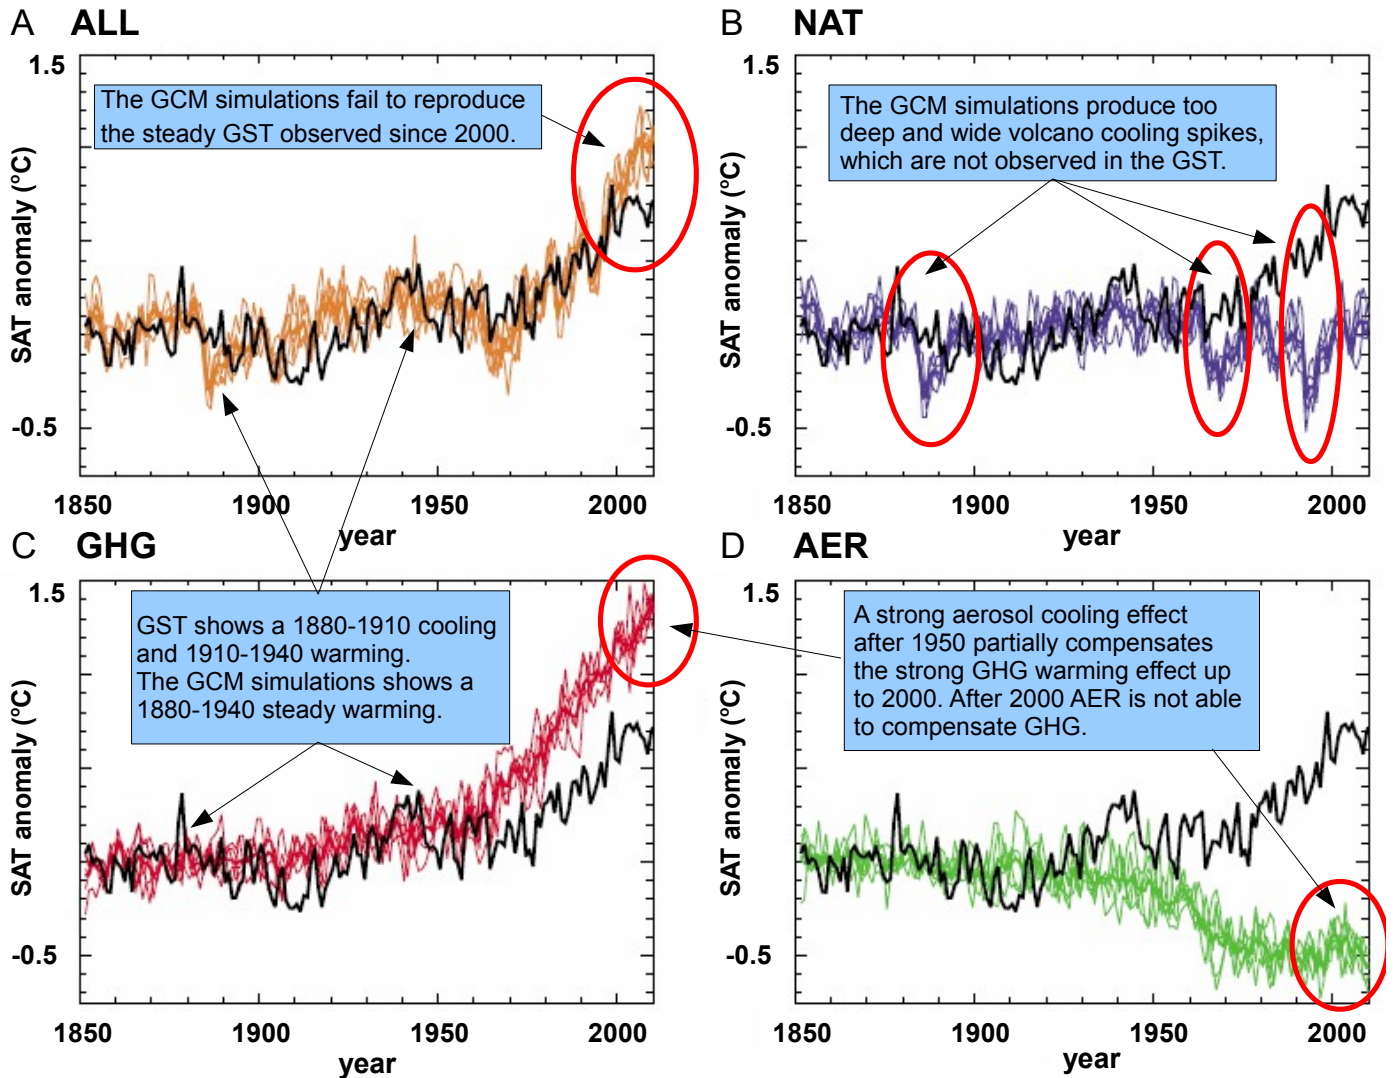 A ALL
1.5
SAT anomaly (°C)
-0.5
The GCM simulations fail to reproduce
the steady GST observed since 2000.
1850 1900 1950 2000
year
B NAT
1.5
SAT anomaly (°C)
-0.5
The GCM simulations produce too
deep and wide volcano cooling spikes,
which are not observed in the GST.
1850 1900 1950 2000
year
C GHG
1.5
SAT anomaly (°C)
-0.5
GST shows a 1880-1910 cooling
and 1910-1940 warming.
The GCM simulations shows a
1880-1940 steady warming.
1850 1900 1950 2000
year
D AER
1.5
SAT anomaly (°C)
-0.5
A strong aerosol cooling effect
after 1950 partially compensates
the strong GHG warming effect up
to 2000. After 2000 AER is not able
to compensate GHG.
1850 1900 1950 2000
year